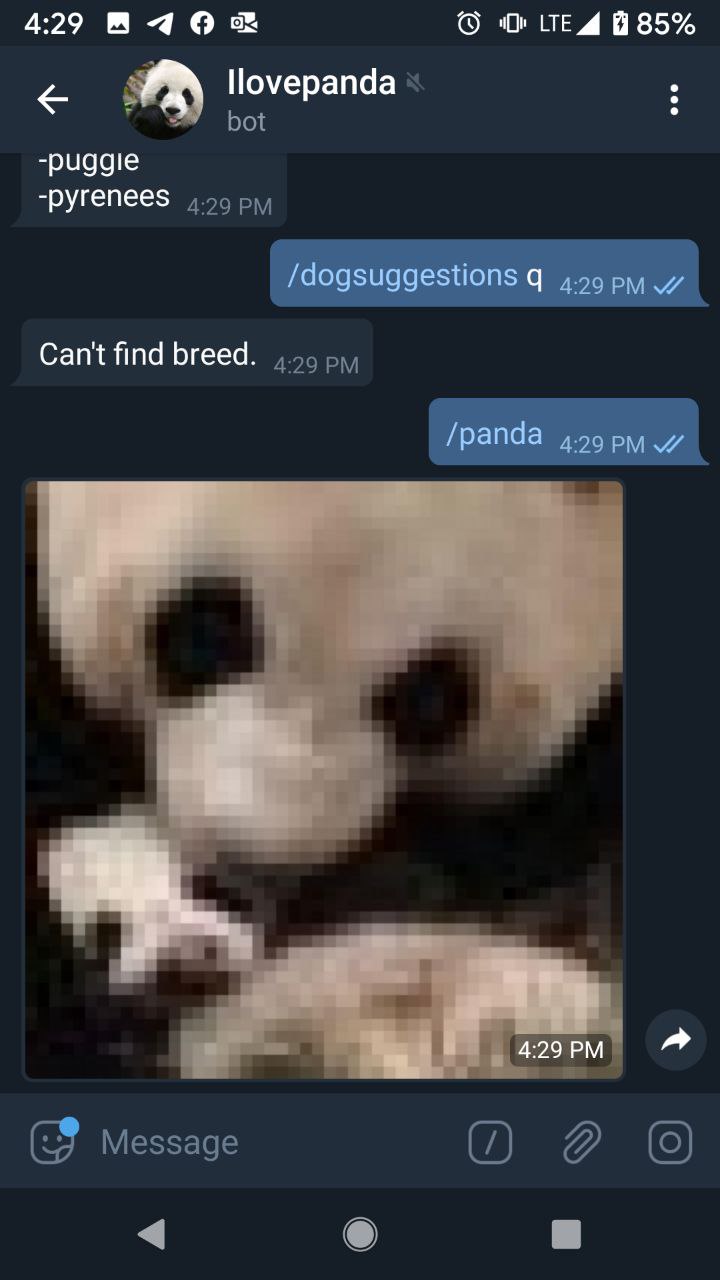 4:29 LTE 85%
Ilovepanda
bot
-puggle
-pyrenees 4:29 PM
/dogsuggestions q 4:29 PM
Can't find breed. 4:29 PM
/panda 4:29 PM
4:29 PM
Message